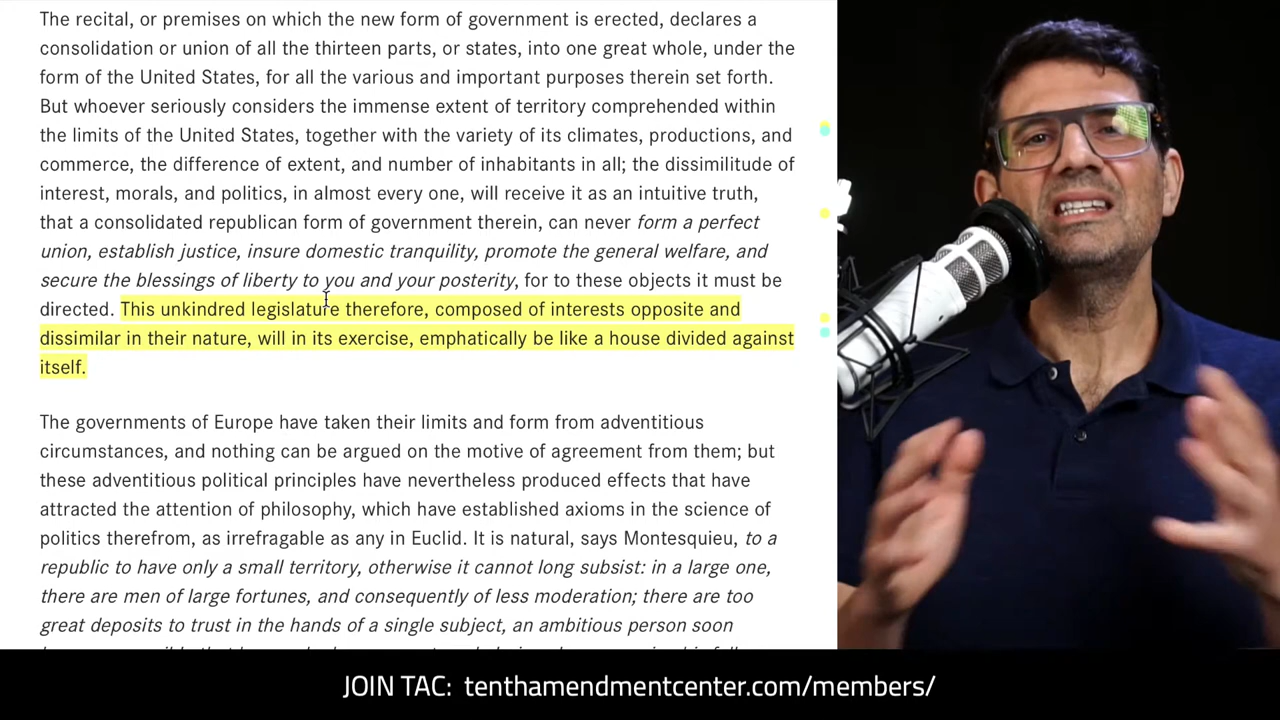 The recital, or premises on which the new form of government is erected, declares a
consolidation or union of all the thirteen parts, or states, into one great whole, under the
form of the United States, for all the various and important purposes therein set forth.
But whoever seriously considers the immense extent of territory comprehended within
the limits of the United States, together with the variety of its climates, productions, and
commerce, the difference of extent, and number of inhabitants in all; the dissimilitude of
interest, morals, and politics, in almost every one, will receive it as an intuitive truth,
that a consolidated republican form of government therein, can never form a perfect
union, establish justice, insure domestic tranquility, promote the general welfare, and
secure the blessings of liberty to you and your posterity, for to these objects it must be
directed. This unkindred legislature therefore, composed of interests opposite and
dissimilar in their nature, will in its exercise, emphatically be like a house divided against
itself.
The governments of Europe have taken their limits and form from adventitious
circumstances, and nothing can be argued on the motive of agreement from them; but
these adventitious political principles have nevertheless produced effects that have
attracted the attention of philosophy, which have established axioms in the science of
politics therefrom, as irrefragable as any in Euclid. It is natural, says Montesquieu, to a
republic to have only a small territory, otherwise it cannot long subsist: in a large one,
there are men of large fortunes, and consequently of less moderation; there are too
great deposits to trust in the hands of a single subject, an ambitious person soon
JOIN TAC: tenthamendmentcenter.com/members/